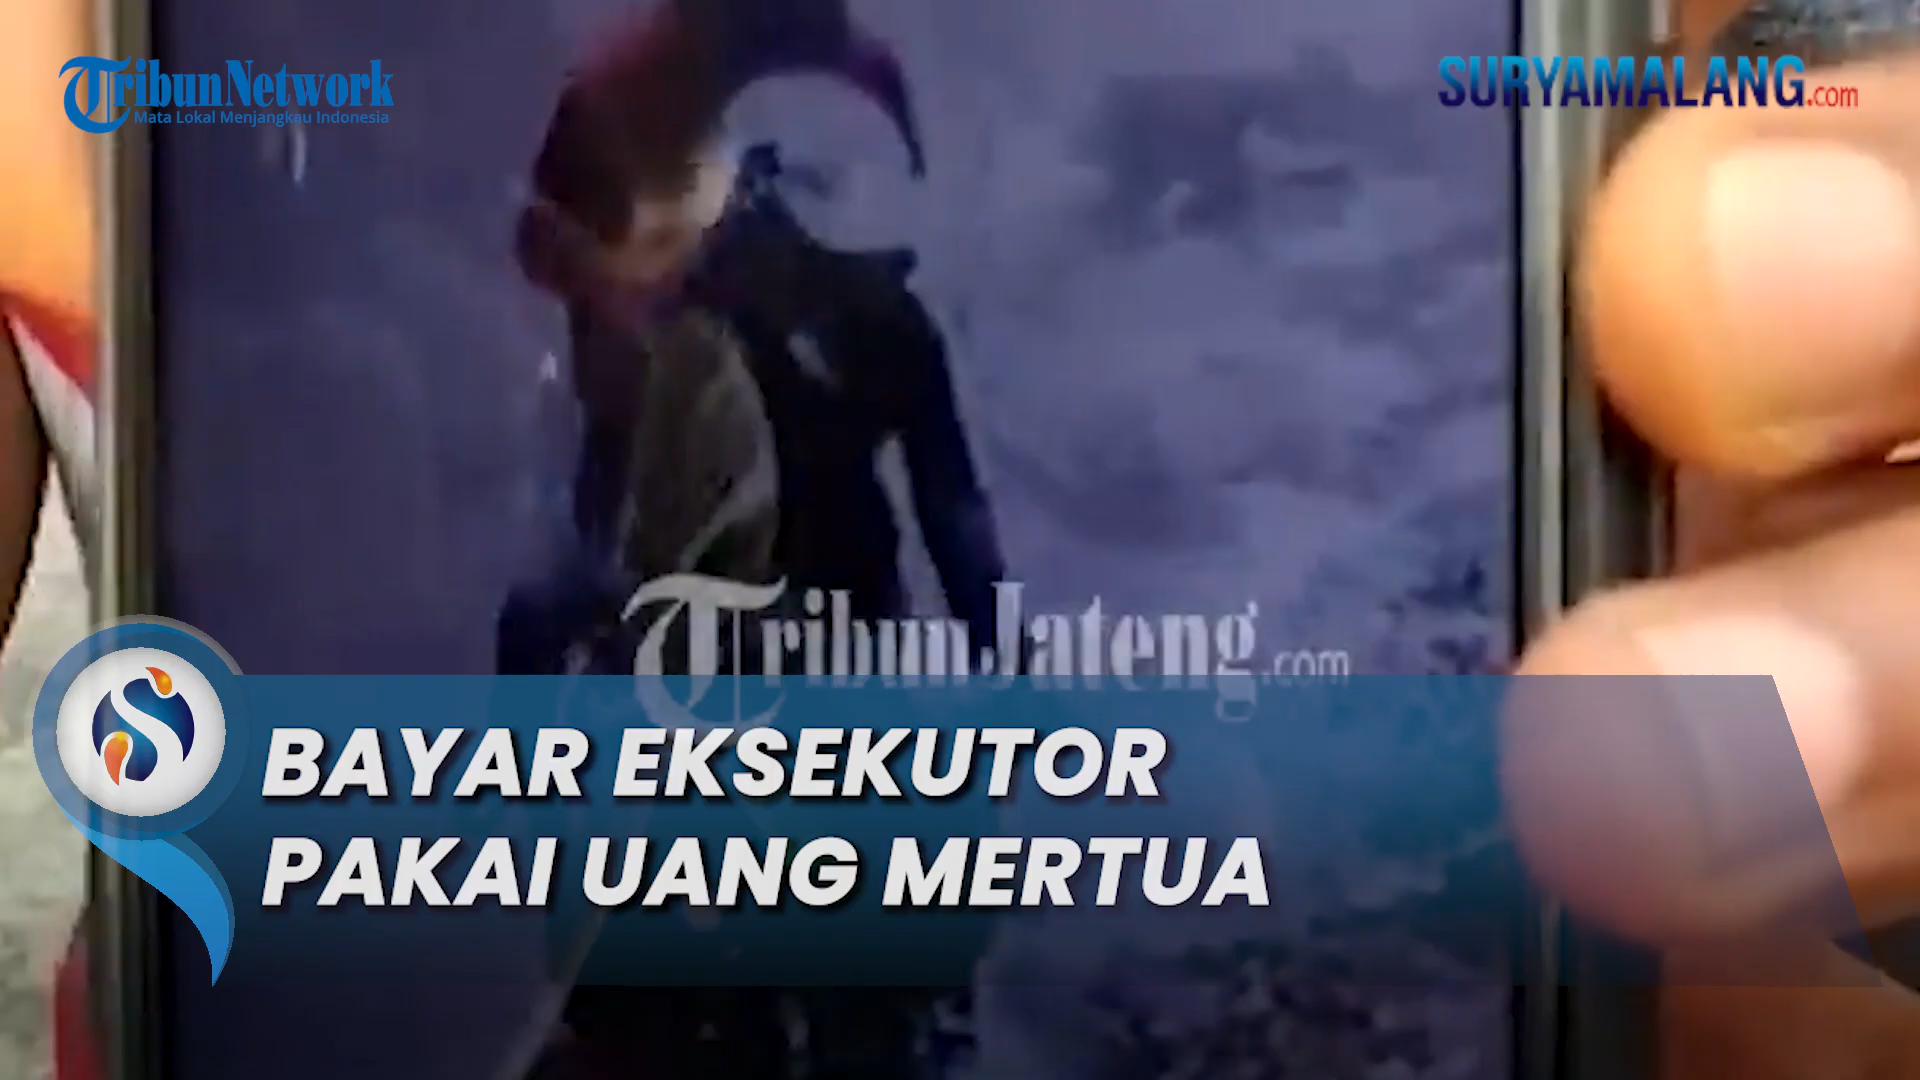 TribunNetwork
Mata Lokal Menjangkau Indonesia
SURYAMALANG.com
TribunJateng.com
BAYAR EKSEKUTOR
PAKAI UANG MERTUA